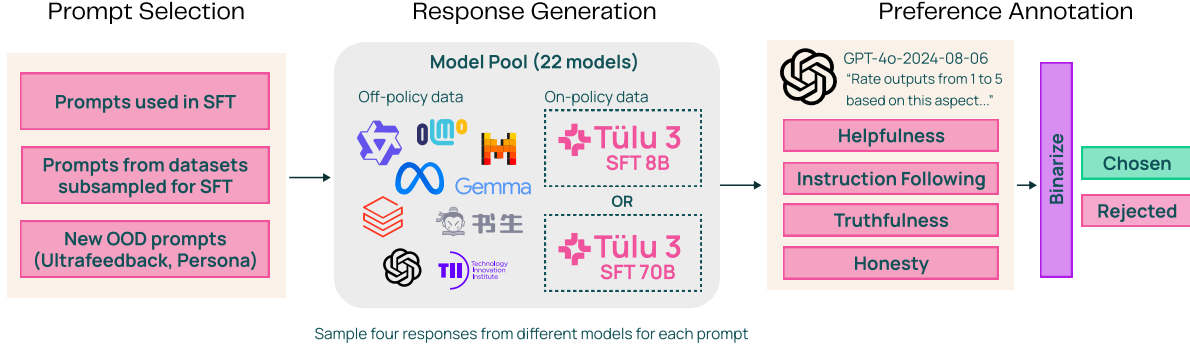 Prompt Selection
Prompts used in SFT
Prompts from datasets
subsampled for SFT
New OOD prompts
(Ultrafeedback, Persona)
Response Generation
Model Pool (22 models)
Off-policy data
olmo
Gemma
书生
TII
Technology
Innovation
Institute
On-policy data
Tülu 3
SFT 8B
OR
Tülu 3
SFT 70B
Sample four responses from different models for each prompt
Preference Annotation
GPT-4o-2024-08-06
“Rate outputs from 1 to 5
based on this aspect...”
Helpfulness
Instruction Following
Truthfulness
Honesty
Binarize
Chosen
Rejected